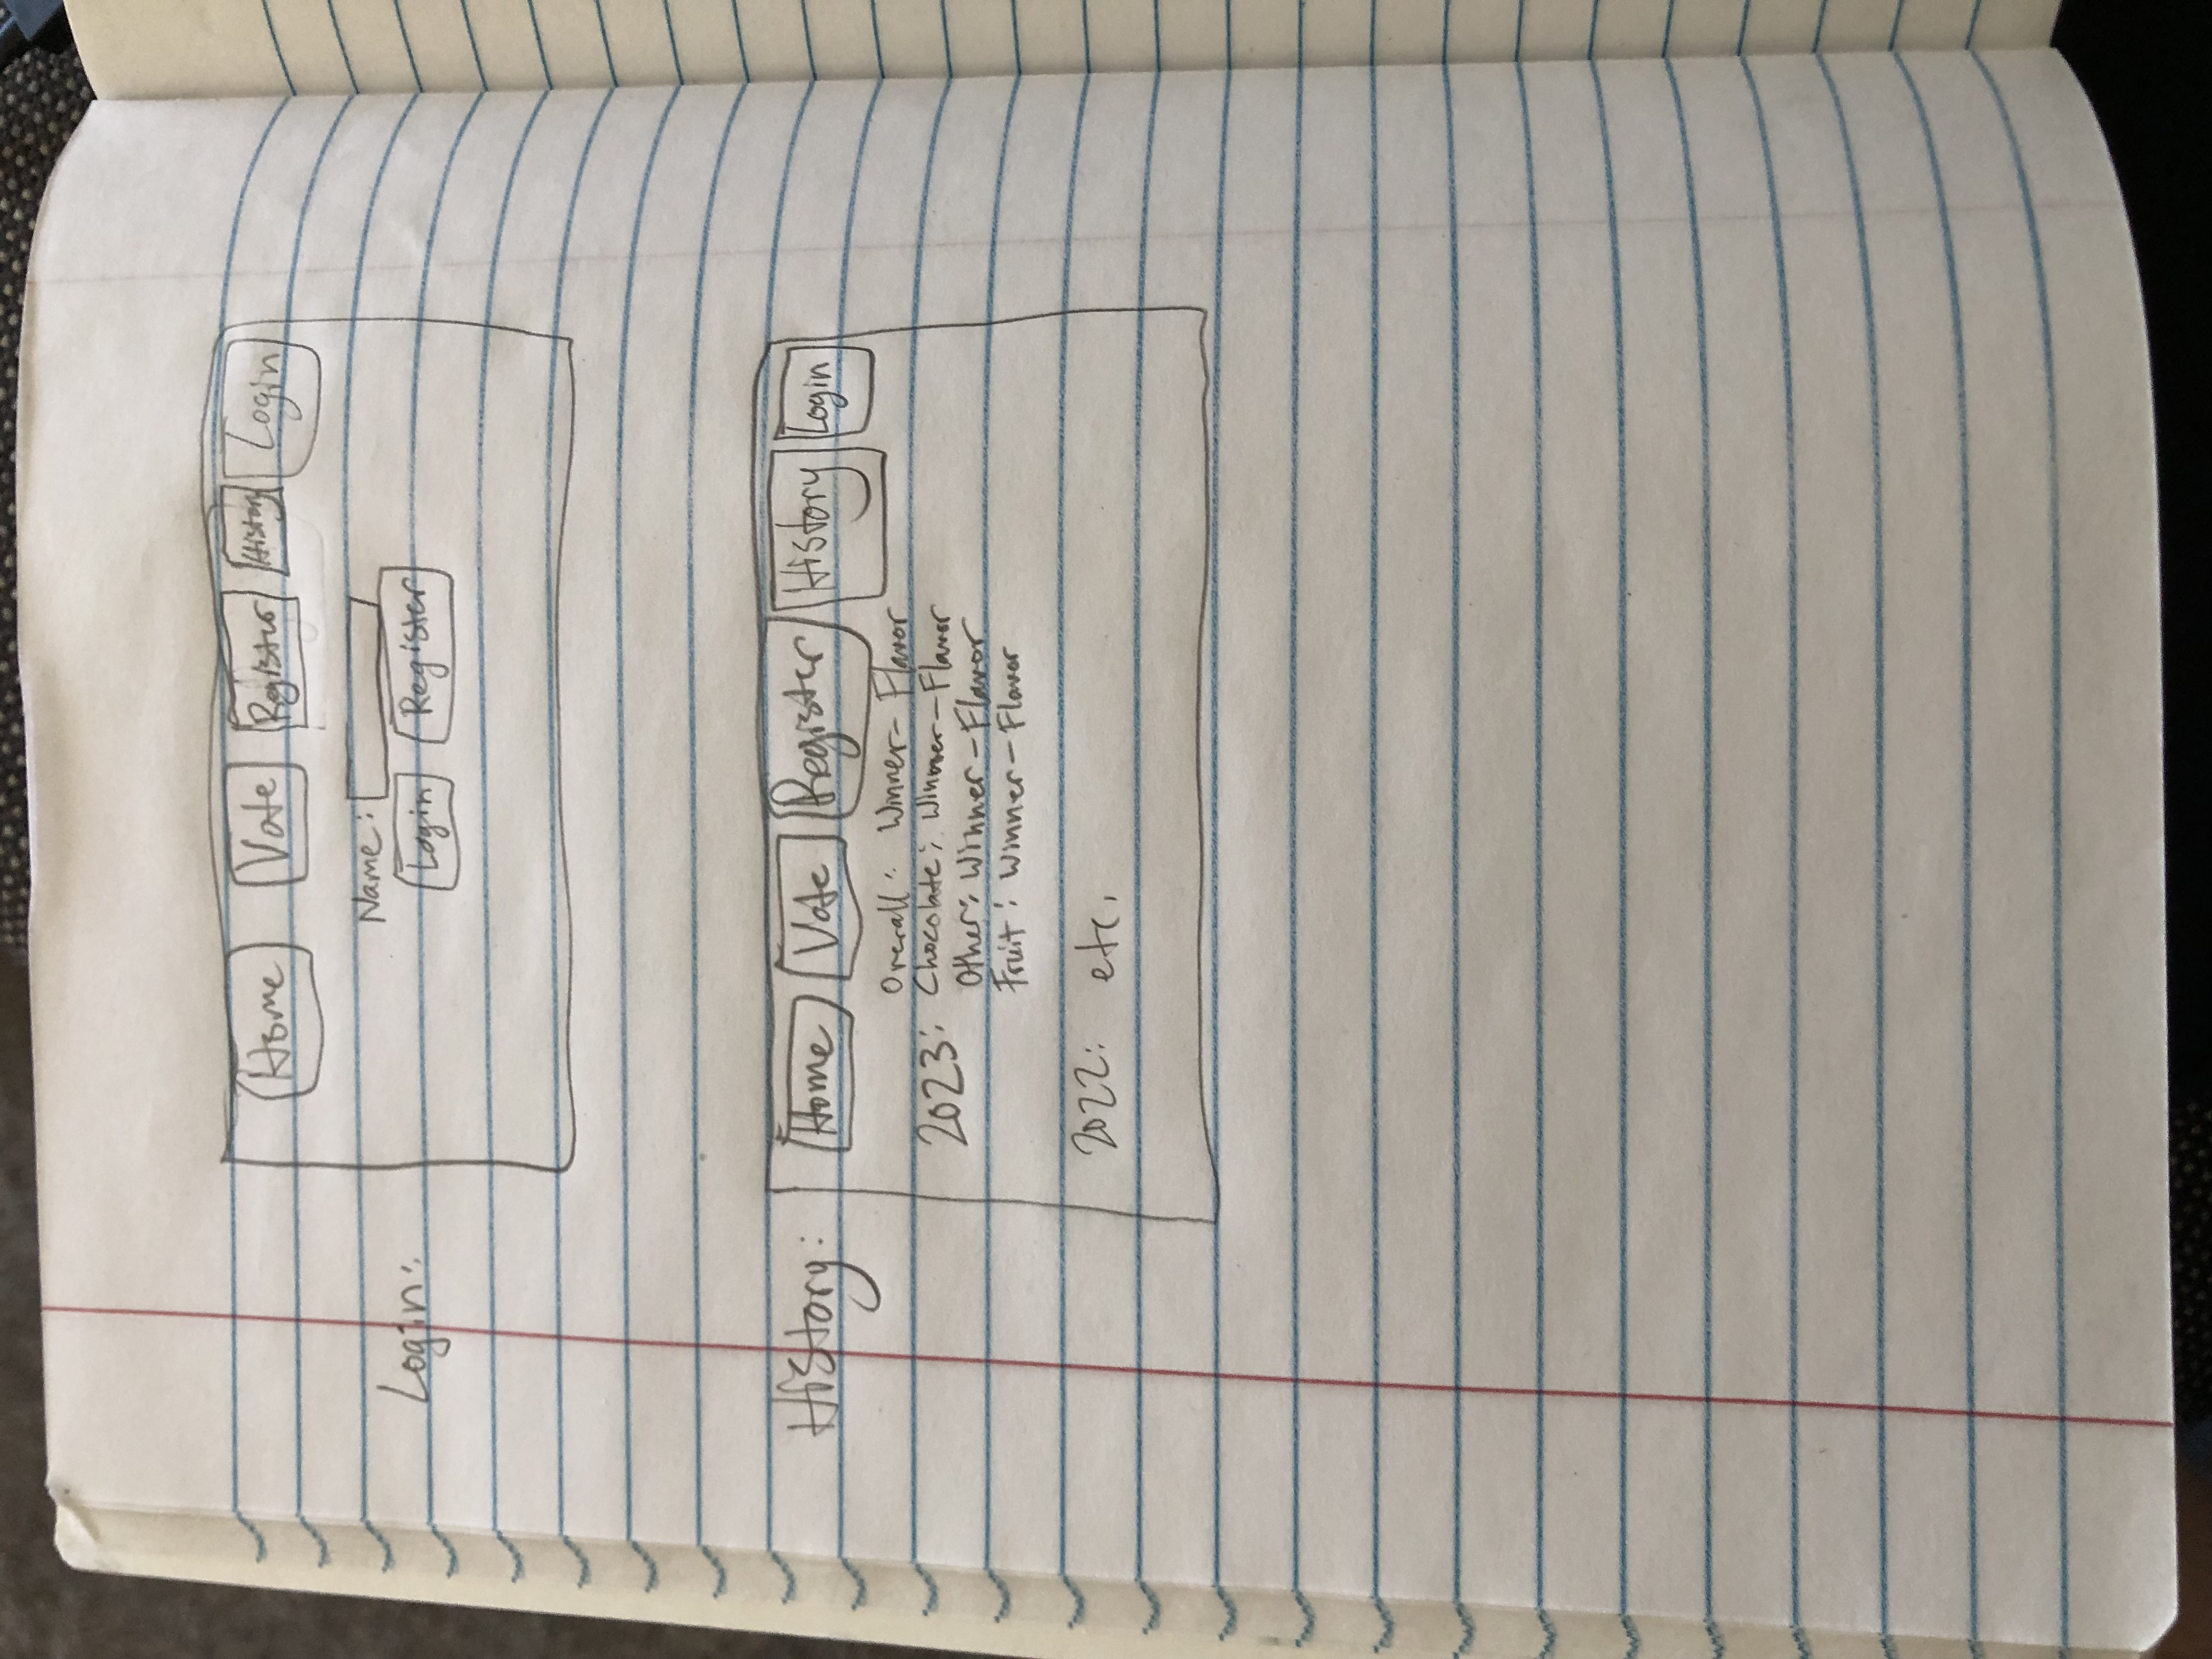 Home Vote Register History Login
Name:
Login:
Login Register
History:
Home Vote Register History Login
Overall: Winner - Flavor
2023: Chocolate: Winner - Flavor
Other: Winner - Flavor
Fruit: Winner - Flavor
2022: etc.